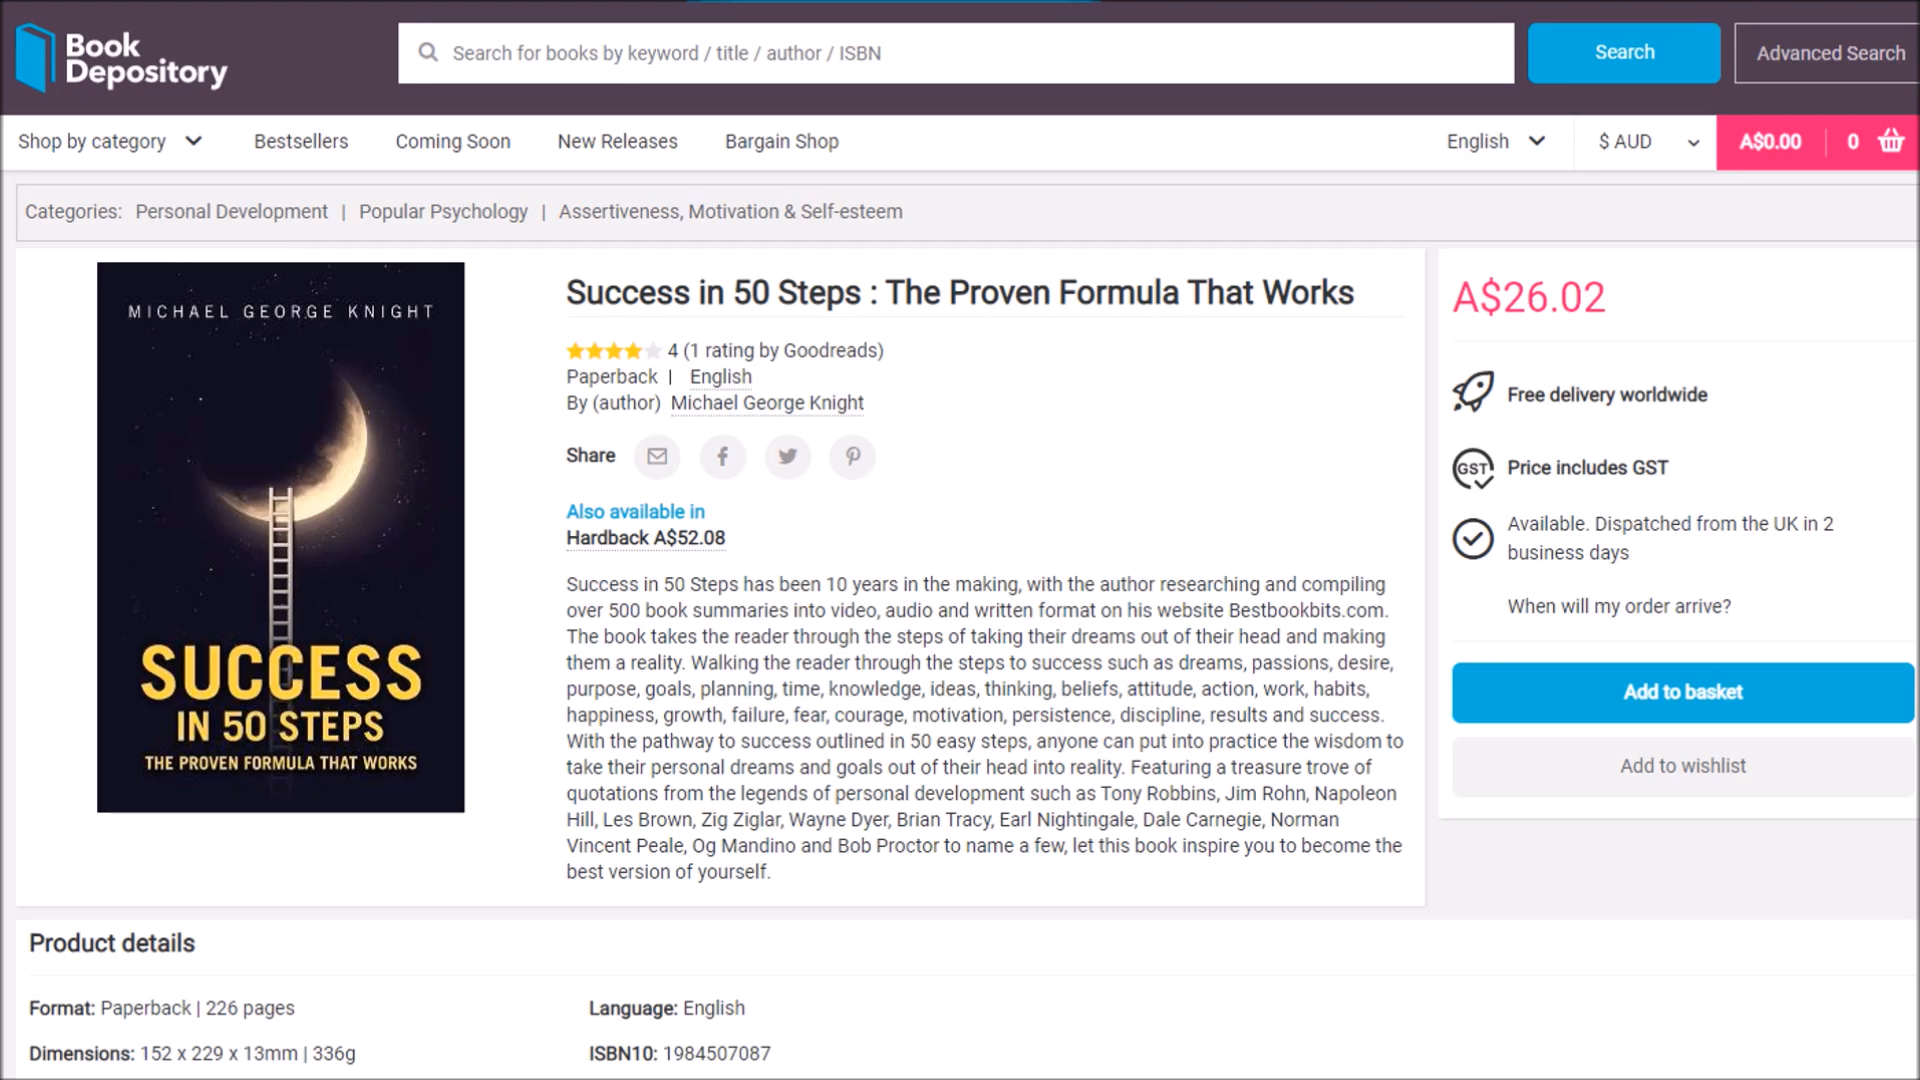 Book
Depository
Search for books by keyword / title / author / ISBN
Search
Advanced Search
Shop by category
Bestsellers
Coming Soon
New Releases
Bargain Shop
English
$ AUD
A$0.00
0
Categories: Personal Development | Popular Psychology | Assertiveness, Motivation & Self-esteem
MICHAEL GEORGE KNIGHT
SUCCESS
IN 50 STEPS
THE PROVEN FORMULA THAT WORKS
Success in 50 Steps : The Proven Formula That Works
4 (1 rating by Goodreads)
Paperback | English
By (author) Michael George Knight
Share
Also available in
Hardback A$52.08
Success in 50 Steps has been 10 years in the making, with the author researching and compiling
over 500 book summaries into video, audio and written format on his website Bestbookbits.com.
The book takes the reader through the steps of taking their dreams out of their head and making
them a reality. Walking the reader through the steps to success such as dreams, passions, desire,
purpose, goals, planning, time, knowledge, ideas, thinking, beliefs, attitude, action, work, habits,
happiness, growth, failure, fear, courage, motivation, persistence, discipline, results and success.
With the pathway to success outlined in 50 easy steps, anyone can put into practice the wisdom to
take their personal dreams and goals out of their head into reality. Featuring a treasure trove of
quotations from the legends of personal development such as Tony Robbins, Jim Rohn, Napoleon
Hill, Les Brown, Zig Ziglar, Wayne Dyer, Brian Tracy, Earl Nightingale, Dale Carnegie, Norman
Vincent Peale, Og Mandino and Bob Proctor to name a few, let this book inspire you to become the
best version of yourself.
A$26.02
Free delivery worldwide
GST
Price includes GST
Available. Dispatched from the UK in 2
business days
When will my order arrive?
Add to basket
Add to wishlist
Product details
Format: Paperback | 226 pages
Language: English
Dimensions: 152 x 229 x 13mm | 336g
ISBN10: 1984507087